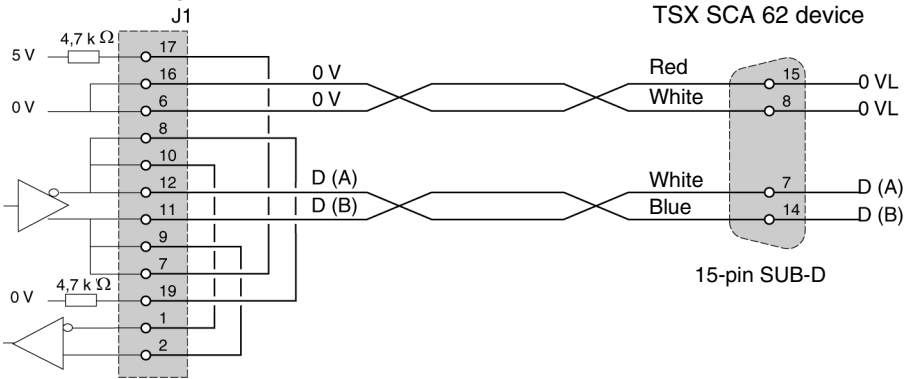 J1
TSX SCA 62 device
4,7 k Ω
5 V
17
16
0 V
Red
15
0 VL
0 V
6
0 V
White
8
0 VL
8
10
12
D (A)
White
7
D (A)
11
D (B)
Blue
14
D (B)
9
7
15-pin SUB-D
4,7 k Ω
0 V
19
1
2